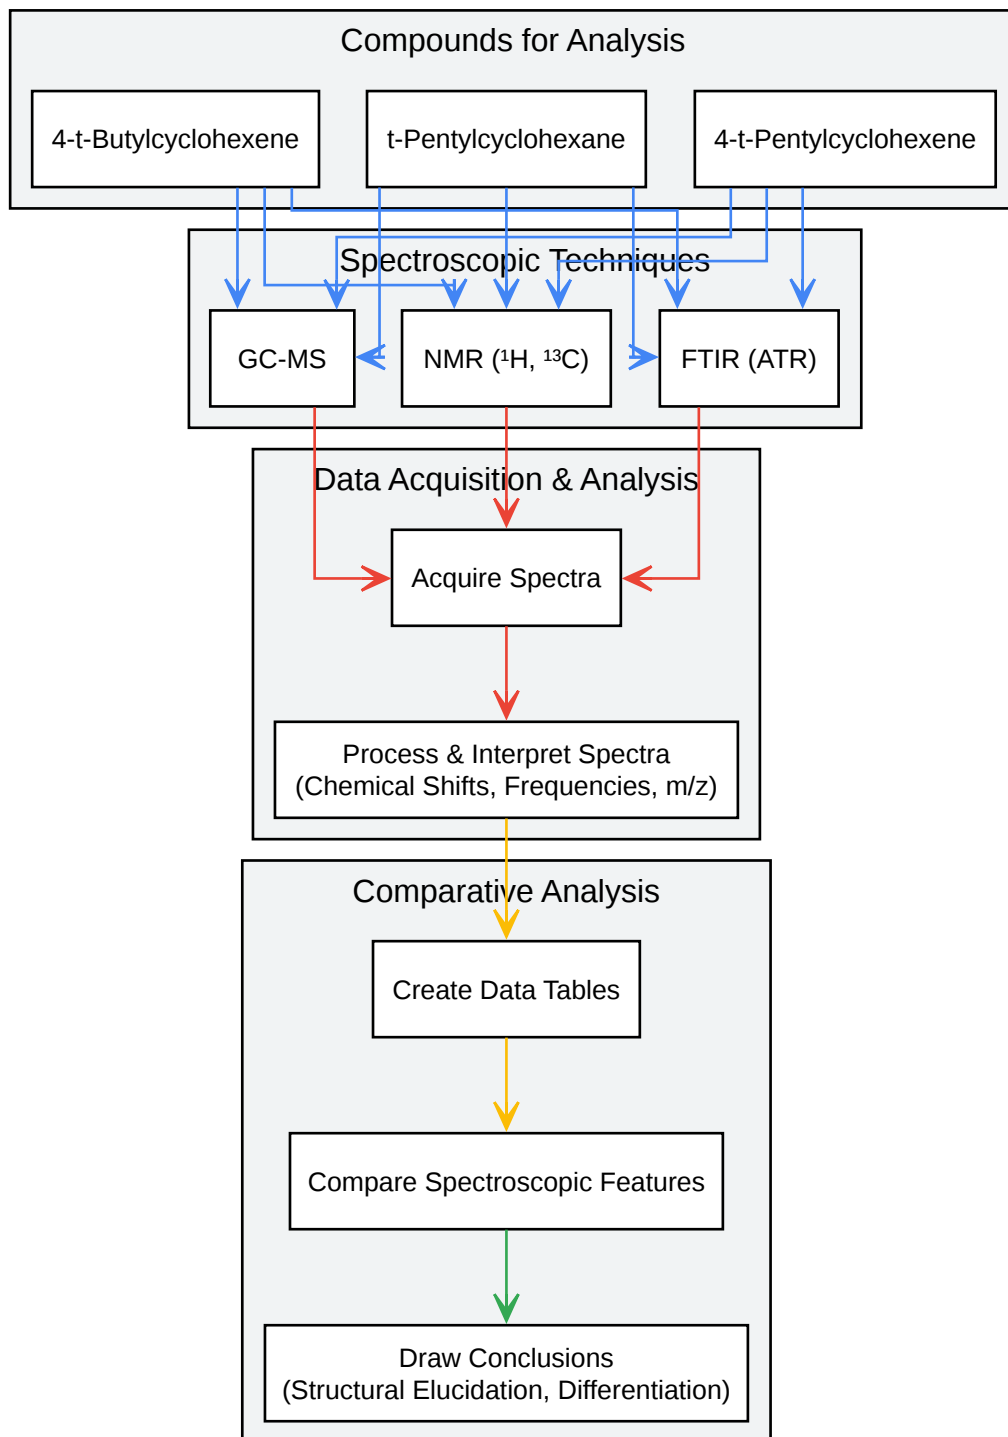 Compounds for Analysis
4-t-Butylcyclohexene
t-Pentylcyclohexane
4-t-Pentylcyclohexene
Spectroscopic Techniques
GC-MS
NMR (¹H, ¹³C)
FTIR (ATR)
Data Acquisition & Analysis
Acquire Spectra
Process & Interpret Spectra
(Chemical Shifts, Frequencies, m/z)
Comparative Analysis
Create Data Tables
Compare Spectroscopic Features
Draw Conclusions
(Structural Elucidation, Differentiation)